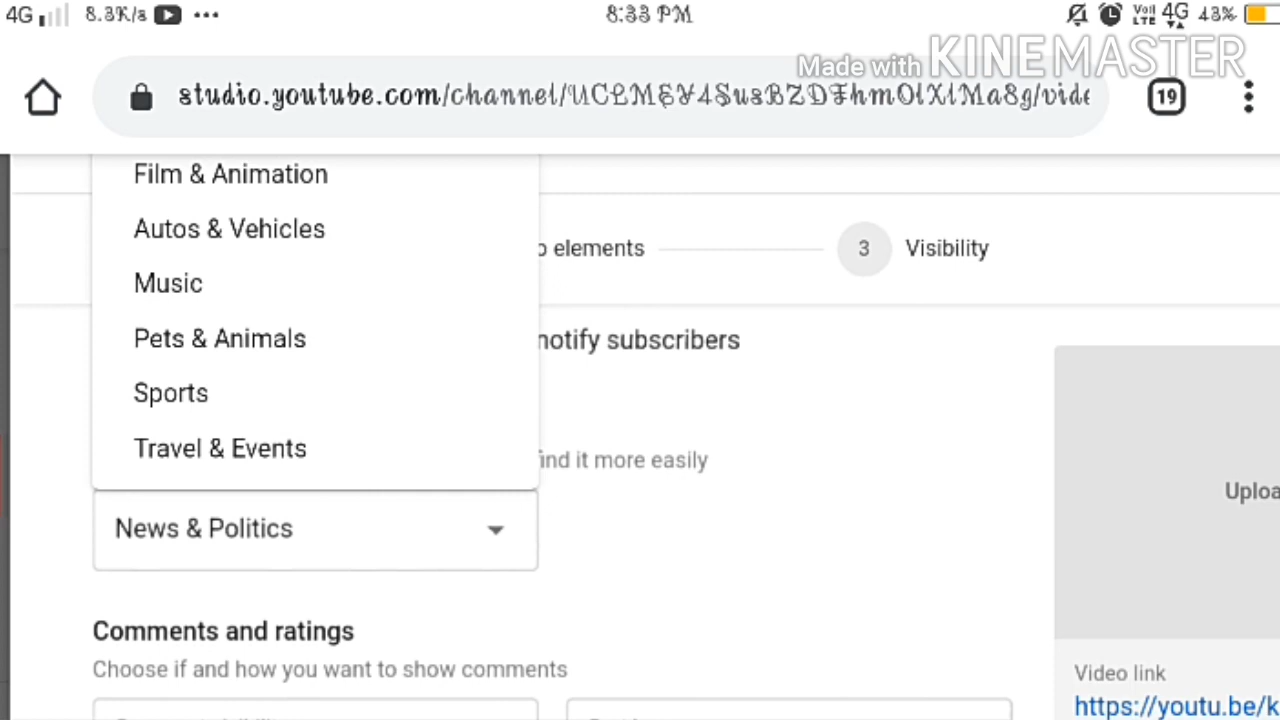 4G 8.3K/s ••• 8:33 PM 4G 43%
Made with KINEMASTER
studio.youtube.com/channel/ 19
Film & Animation
Autos & Vehicles
elements 3 Visibility
Music
Pets & Animals
notify subscribers
Sports
Travel & Events
find it more easily
Uploa
News & Politics
Comments and ratings
Choose if and how you want to show comments
Video link
https://youtu.be/k